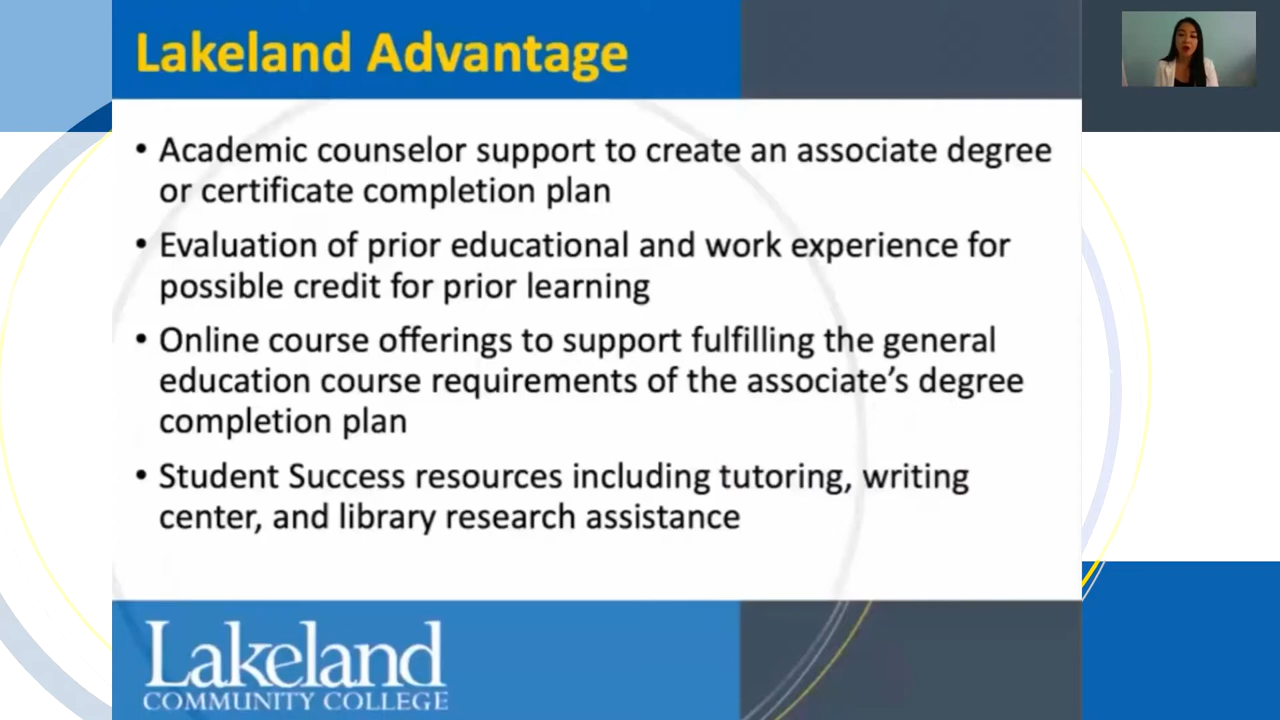 Lakeland Advantage
• Academic counselor support to create an associate degree
or certificate completion plan
• Evaluation of prior educational and work experience for
possible credit for prior learning
• Online course offerings to support fulfilling the general
education course requirements of the associate’s degree
completion plan
• Student Success resources including tutoring, writing
center, and library research assistance
Lakeland
COMMUNITY COLLEGE